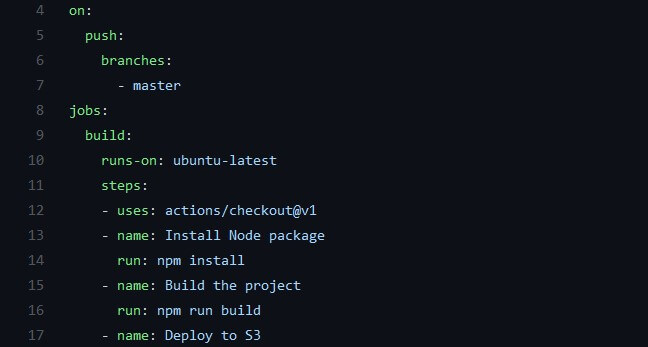 4 on:
5 push:
6 branches:
7 - master
8 jobs:
9 build:
10 runs-on: ubuntu-latest
11 steps:
12 - uses: actions/checkout@v1
13 - name: Install Node package
14 run: npm install
15 - name: Build the project
16 run: npm run build
17 - name: Deploy to S3